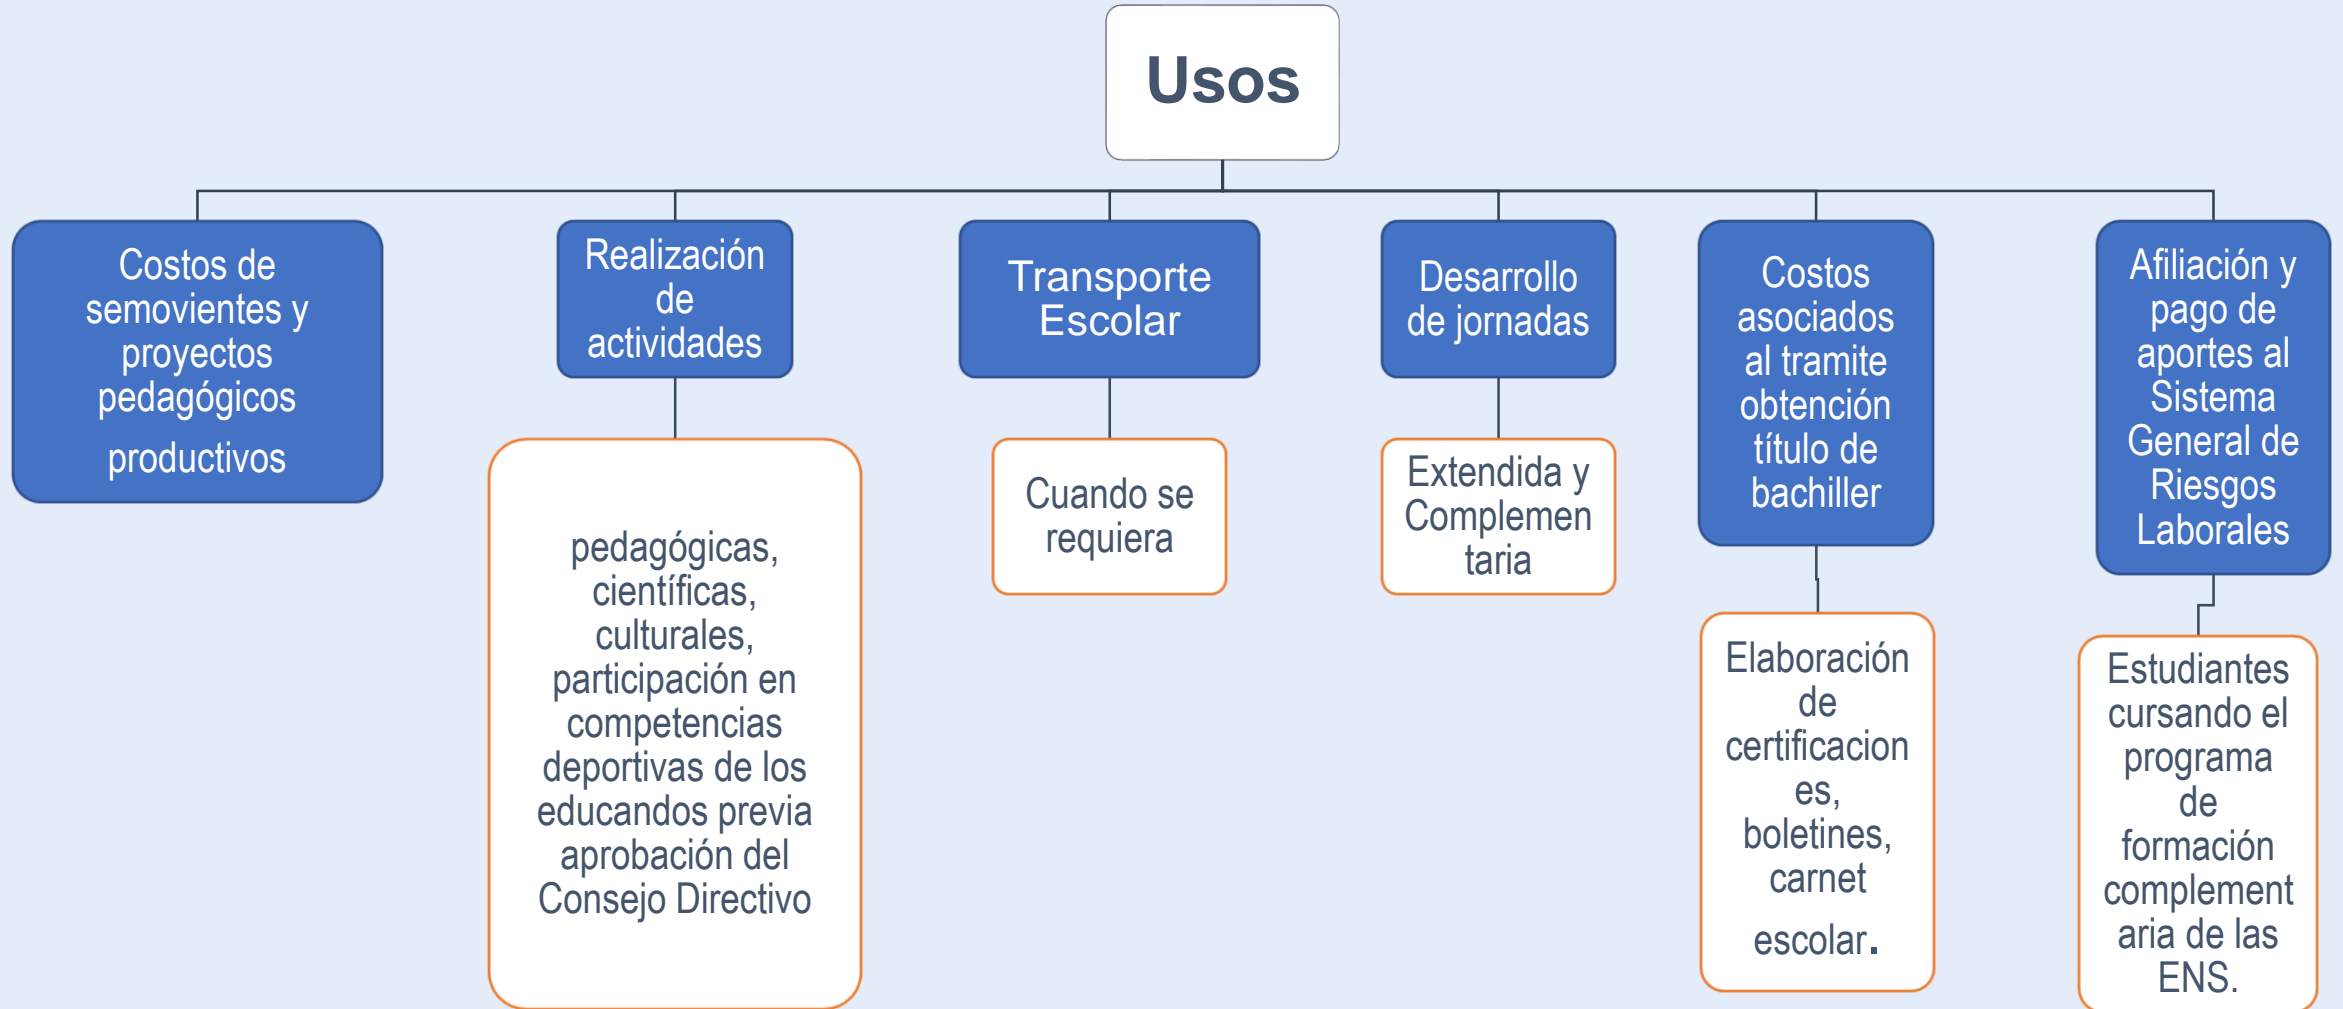 Usos
Costos de
semovientes y
proyectos
pedagógicos
productivos
Realización
de
actividades
pedagógicas,
científicas,
culturales,
participación en
competencias
deportivas de los
educandos previa
aprobación del
Consejo Directivo
Transporte
Escolar
Cuando se
requiera
Desarrollo
de jornadas
Extendida y
Complemen
taria
Costos
asociados
al tramite
obtención
título de
bachiller
Elaboración
de
certificacion
es,
boletines,
carnet
escolar.
Afiliación y
pago de
aportes al
Sistema
General de
Riesgos
Laborales
Estudiantes
cursando el
programa
de
formación
complement
aria de las
ENS.